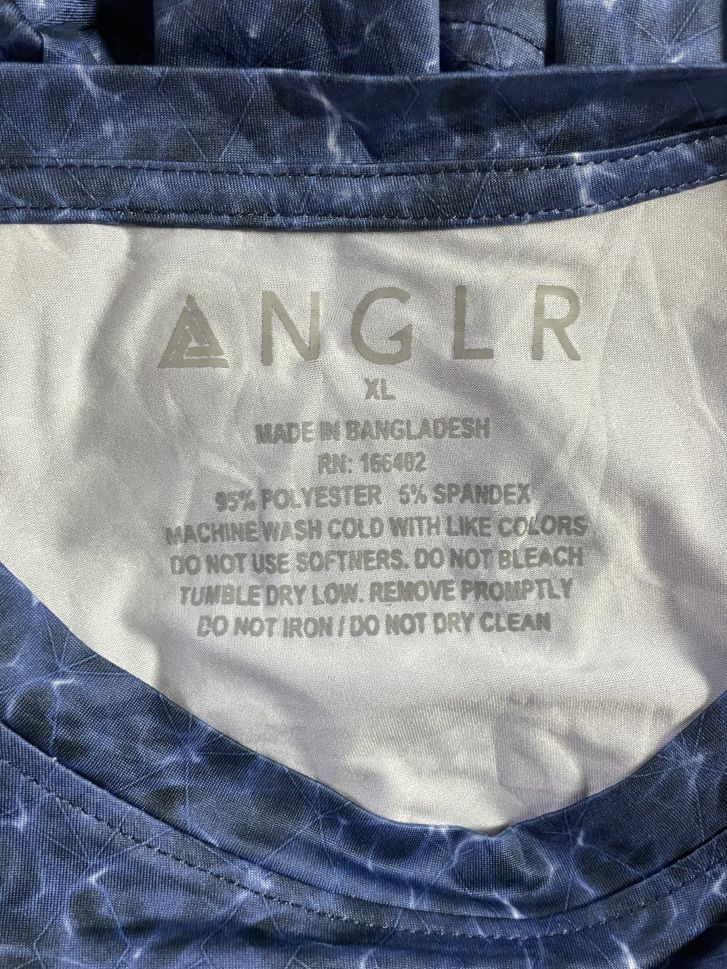 ANGLR
XL
MADE IN BANGLADESH
RN: 166462
95% POLYESTER 5% SPANDEX
MACHINE WASH COLD WITH LIKE COLORS
DO NOT USE SOFTNERS. DO NOT BLEACH
TUMBLE DRY LOW. REMOVE PROMPTLY
DO NOT IRON / DO NOT DRY CLEAN